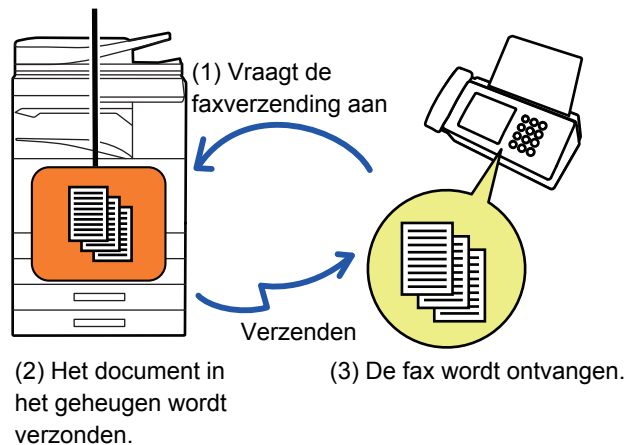 (1) Vraagt de
faxverzending aan
Verzenden
(2) Het document in
het geheugen wordt
verzonden.
(3) De fax wordt ontvangen.